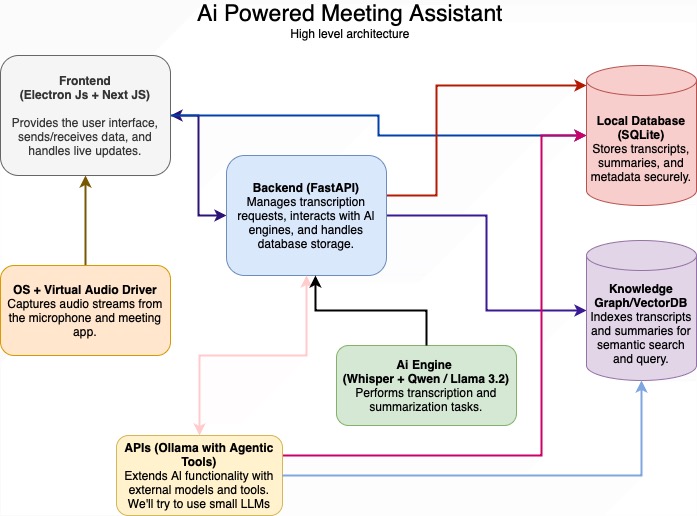 Ai Powered Meeting Assistant
High level architecture
Frontend
(Electron Js + Next JS)
Provides the user interface,
sends/receives data, and
handles live updates.
Local Database
(SQLite)
Stores transcripts,
summaries, and
metadata securely.
Backend (FastAPI)
Manages transcription
requests, interacts with AI
engines, and handles
database storage.
OS + Virtual Audio Driver
Captures audio streams from
the microphone and meeting
app.
Knowledge
Graph/VectorDB
Indexes transcripts
and summaries for
semantic search
and query.
Ai Engine
(Whisper + Qwen / Llama 3.2)
Performs transcription and
summarization tasks.
APIs (Ollama with Agentic
Tools)
Extends AI functionality with
external models and tools.
We'll try to use small LLMs